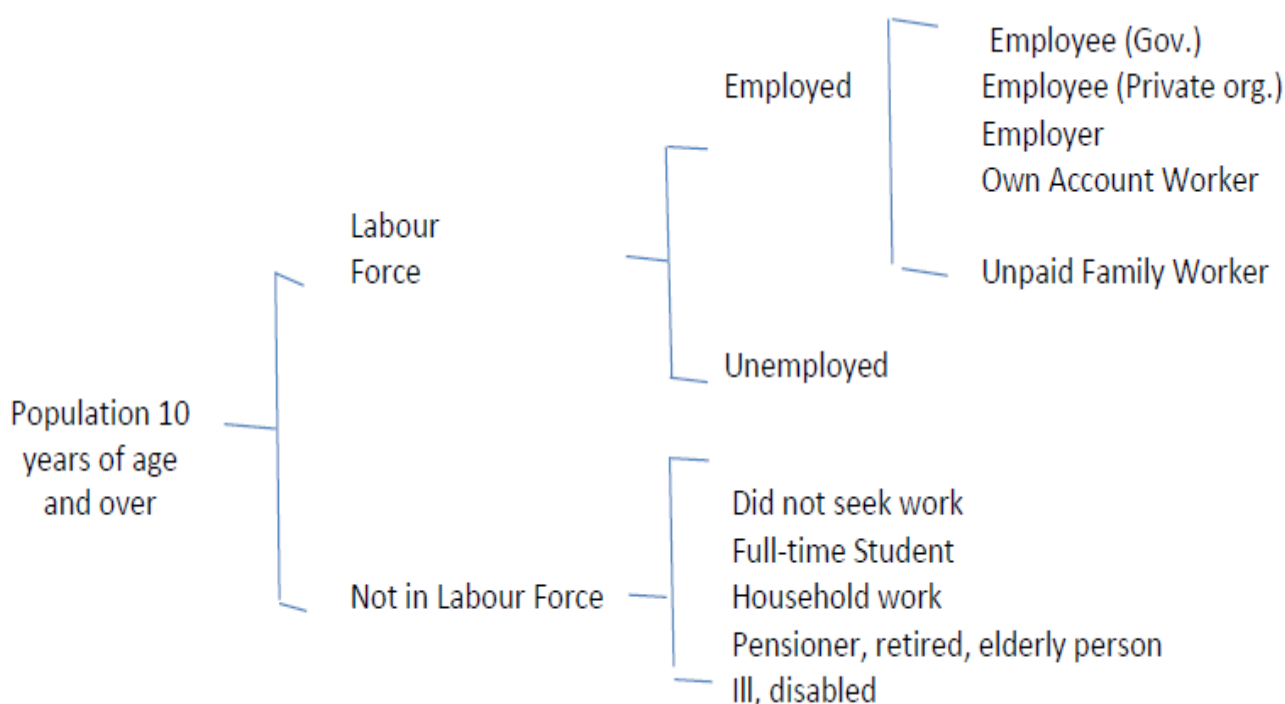 Employee (Gov.)
Employed
Employee (Private org.)
Employer
Own Account Worker
Labour
Force
Unpaid Family Worker
Unemployed
Population 10
years of age
and over
Did not seek work
Full-time Student
Not in Labour Force
Household work
Pensioner, retired, elderly person
Ill, disabled